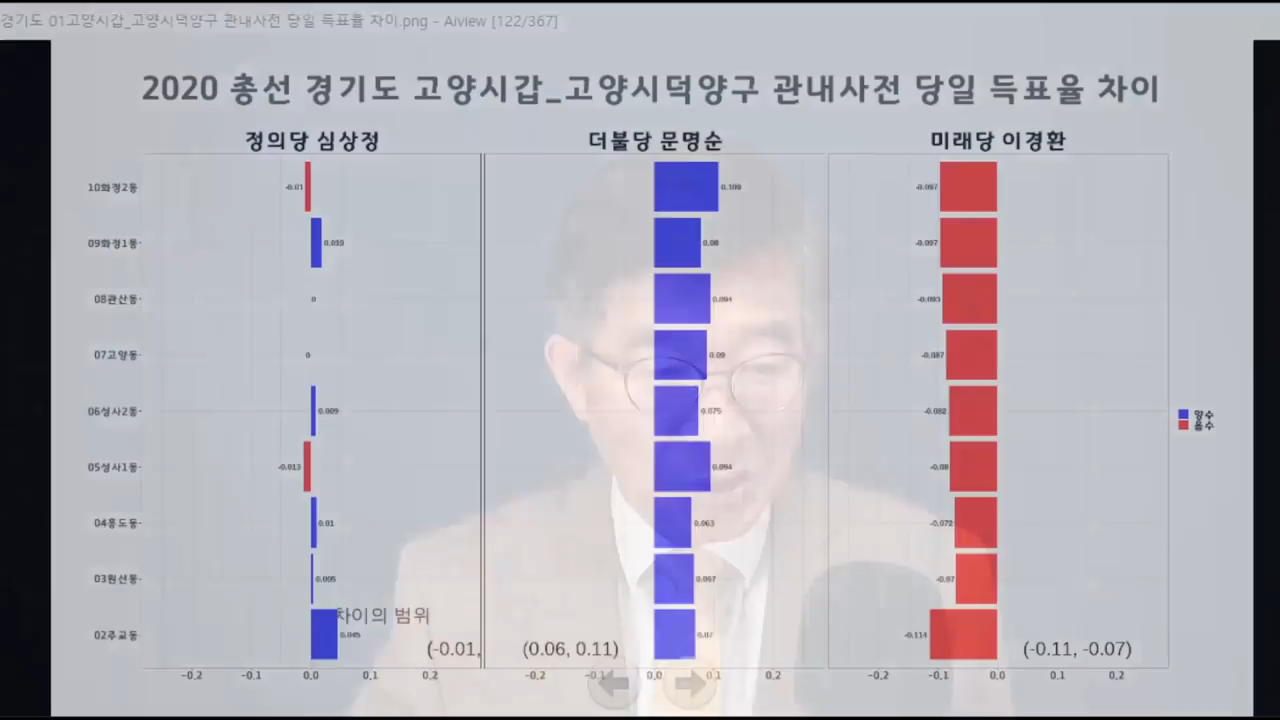 경기도 01고양시갑_고양시덕양구 관내사전 당일 득표율 차이.png - Aiview [122/367]
2020 총선 경기도 고양시갑_고양시덕양구 관내사전 당일 득표율 차이
정의당 심상정 더불당 문명순 미래당 이경환
10화정2동 -0.01 0.109 -0.097
09화정1동 0.019 0.08 -0.097
08관산동 0 0.094 -0.093
07고양동 0 0.09 -0.087
06성사2동 0.009 0.075 -0.082
양수
음수
05성사1동 -0.013 0.094 -0.08
04흥도동 0.01 0.063 -0.072
03원신동 0.005 0.067 -0.07
차이의 범위
02주교동 0.045 0.07 -0.114
(-0.01, (0.06, 0.11) (-0.11, -0.07)
-0.2 -0.1 0.0 0.1 0.2 -0.2 -0.1 0.0 0.1 0.2 -0.2 -0.1 0.0 0.1 0.2